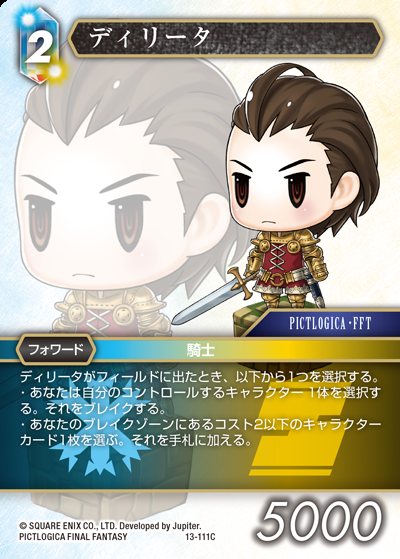 2
ディリータ
PICTLOGICA・FFT
フォワード
騎士
ディリータがフィールドに出たとき、以下から1つを選択する。
・あなたは自分のコントロールするキャラクター 1体を選択す
る。それをブレイクする。
・あなたのブレイクゾーンにあるコスト2以下のキャラクター
カード1枚を選ぶ。それを手札に加える。
© SQUARE ENIX CO., LTD. Developed by Jupiter.
PICTLOGICA FINAL FANTASY
13-111C
5000